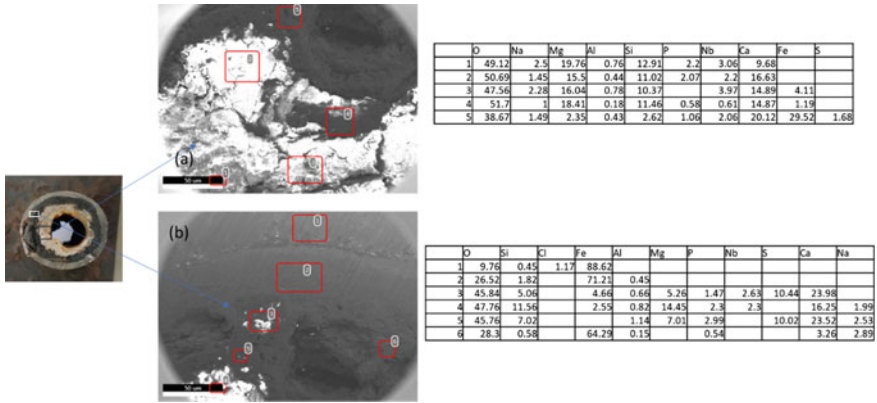 (a)
50 um
O Na Mg Al Si P Nb Ca Fe S
1 49.12 2.5 19.76 0.76 12.91 2.2 3.06 9.68
2 50.69 1.45 15.5 0.44 11.02 2.07 2.2 16.63
3 47.56 2.28 16.04 0.78 10.37 3.97 14.89 4.11
4 51.7 1 18.41 0.18 11.46 0.58 0.61 14.87 1.19
5 38.67 1.49 2.35 0.43 2.62 1.06 2.06 20.12 29.52 1.68
(b)
50 um
O Si Cl Fe Al Mg P Nb S Ca Na
1 9.76 0.45 1.17 88.62
2 26.52 1.82 71.21 0.45
3 45.84 5.06 4.66 0.66 5.26 1.47 2.63 10.44 23.98
4 47.76 11.56 2.55 0.82 14.45 2.3 2.3 16.25 1.99
5 45.76 7.02 1.14 7.01 2.99 10.02 23.52 2.53
6 28.3 0.58 64.29 0.15 0.54 3.26 2.89